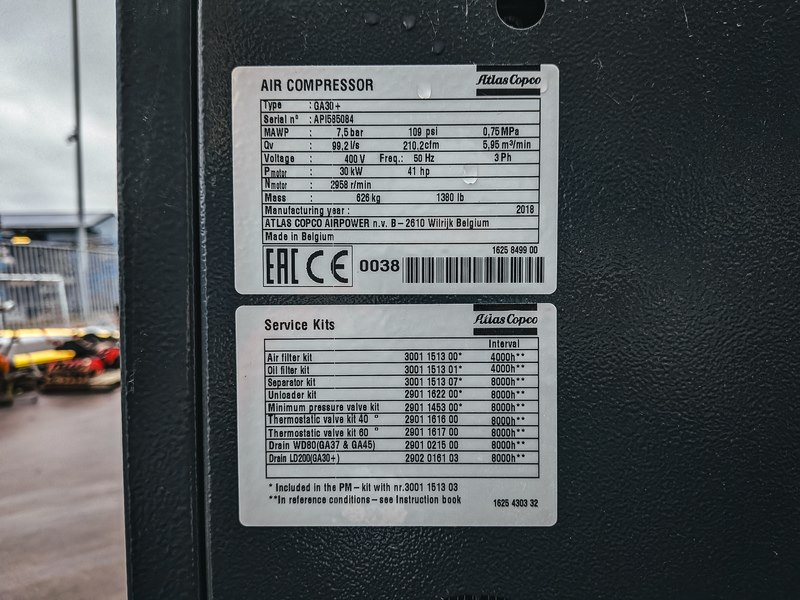 Atlas Copco
AIR COMPRESSOR
Type : GA30+
Serial n° : API585084
MAWP : 7,5 bar 109 psi 0,75 MPa
Qv : 99,2 l/s 210,2 cfm 5,95 m³/min
Voltage : 400 V Freq.: 50 Hz 3 Ph
Pmotor : 30 kW 41 hp
Nmotor : 2958 r/min
Mass : 626 kg 1380 lb
Manufacturing year : 2018
ATLAS COPCO AIRPOWER n.v. B-2610 Wilrijk Belgium
Made in Belgium
1625 8499 00
EAC CE 0038
Atlas Copco
Service Kits
Interval
Air filter kit 3001 1513 00* 4000h**
Oil filter kit 3001 1513 01* 4000h**
Separator kit 3001 1513 07* 8000h**
Unloader kit 2901 1622 00* 8000h**
Minimum pressure valve kit 2901 1453 00* 8000h**
Thermostatic valve kit 40 ° 2901 1616 00 8000h**
Thermostatic valve kit 60 ° 2901 1617 00 8000h**
Drain WD80(GA37 & GA45) 2901 0215 00 8000h**
Drain LD200(GA30+) 2902 0161 03 8000h**
* Included in the PM-kit with nr.3001 1513 03
**In reference conditions-see Instruction book
1625 4303 32